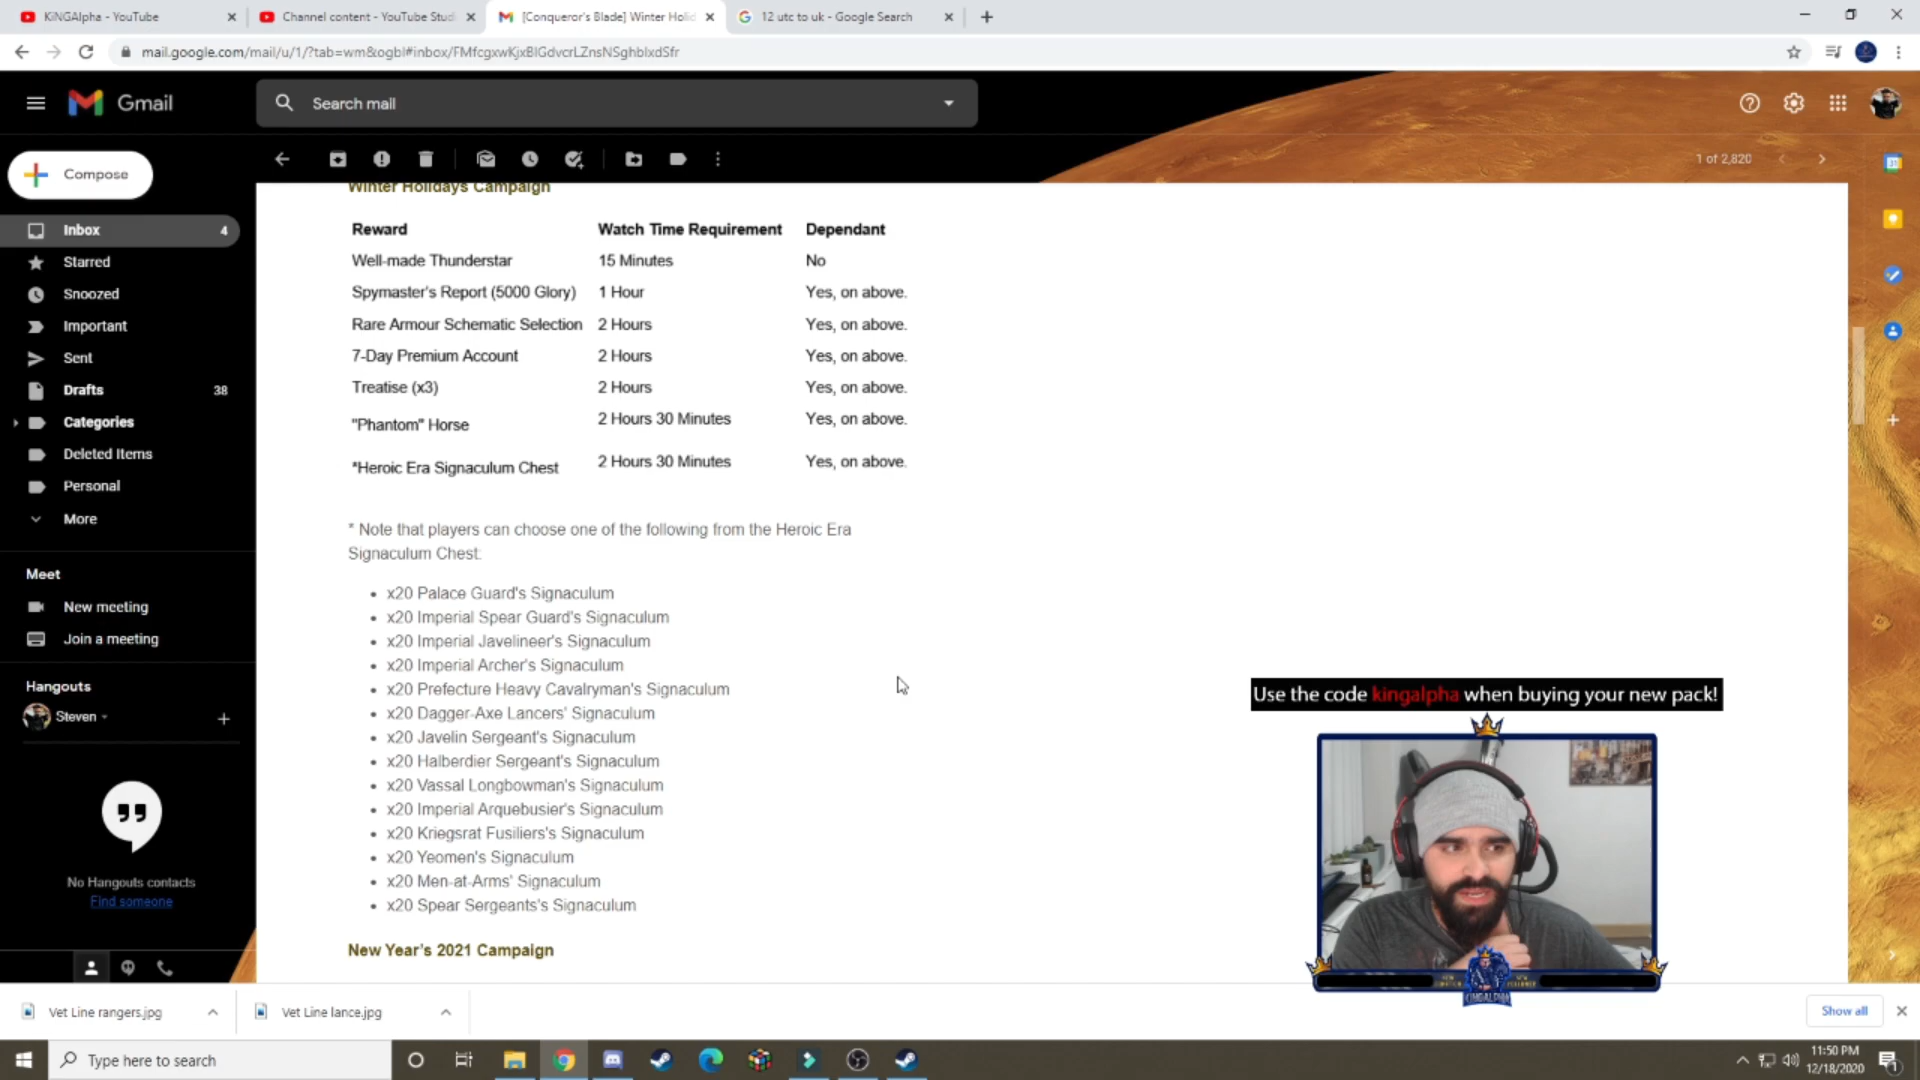 KiNGAlpha - YouTube
Channel content - YouTube Stud
[Conqueror's Blade] Winter Holid
12 utc to uk - Google Search
mail.google.com/mail/u/1/?tab=wm&ogbl#inbox/FMfcgxwKjxBlGdvcrLZnsNSghblxdSfr
Gmail
Search mail
Compose
1 of 2,820
Inbox 4
Starred
Snoozed
Important
Sent
Drafts 38
Categories
Deleted Items
Personal
More
Meet
New meeting
Join a meeting
Hangouts
Steven
No Hangouts contacts
Find someone
Winter Holidays Campaign
Reward Watch Time Requirement Dependant
Well-made Thunderstar 15 Minutes No
Spymaster's Report (5000 Glory) 1 Hour Yes, on above.
Rare Armour Schematic Selection 2 Hours Yes, on above.
7-Day Premium Account 2 Hours Yes, on above.
Treatise (x3) 2 Hours Yes, on above.
"Phantom" Horse 2 Hours 30 Minutes Yes, on above.
*Heroic Era Signaculum Chest 2 Hours 30 Minutes Yes, on above.
* Note that players can choose one of the following from the Heroic Era
Signaculum Chest:
• x20 Palace Guard's Signaculum
• x20 Imperial Spear Guard's Signaculum
• x20 Imperial Javelineer's Signaculum
• x20 Imperial Archer's Signaculum
• x20 Prefecture Heavy Cavalryman's Signaculum
• x20 Dagger-Axe Lancers' Signaculum
• x20 Javelin Sergeant's Signaculum
• x20 Halberdier Sergeant's Signaculum
• x20 Vassal Longbowman's Signaculum
• x20 Imperial Arquebusier's Signaculum
• x20 Kriegsrat Fusiliers's Signaculum
• x20 Yeomen's Signaculum
• x20 Men-at-Arms' Signaculum
• x20 Spear Sergeants's Signaculum
New Year's 2021 Campaign
Use the code kingalpha when buying your new pack!
KINGALPHA
Vet Line rangers.jpg
Vet Line lance.jpg
Show all
Type here to search
11:50 PM
12/18/2020